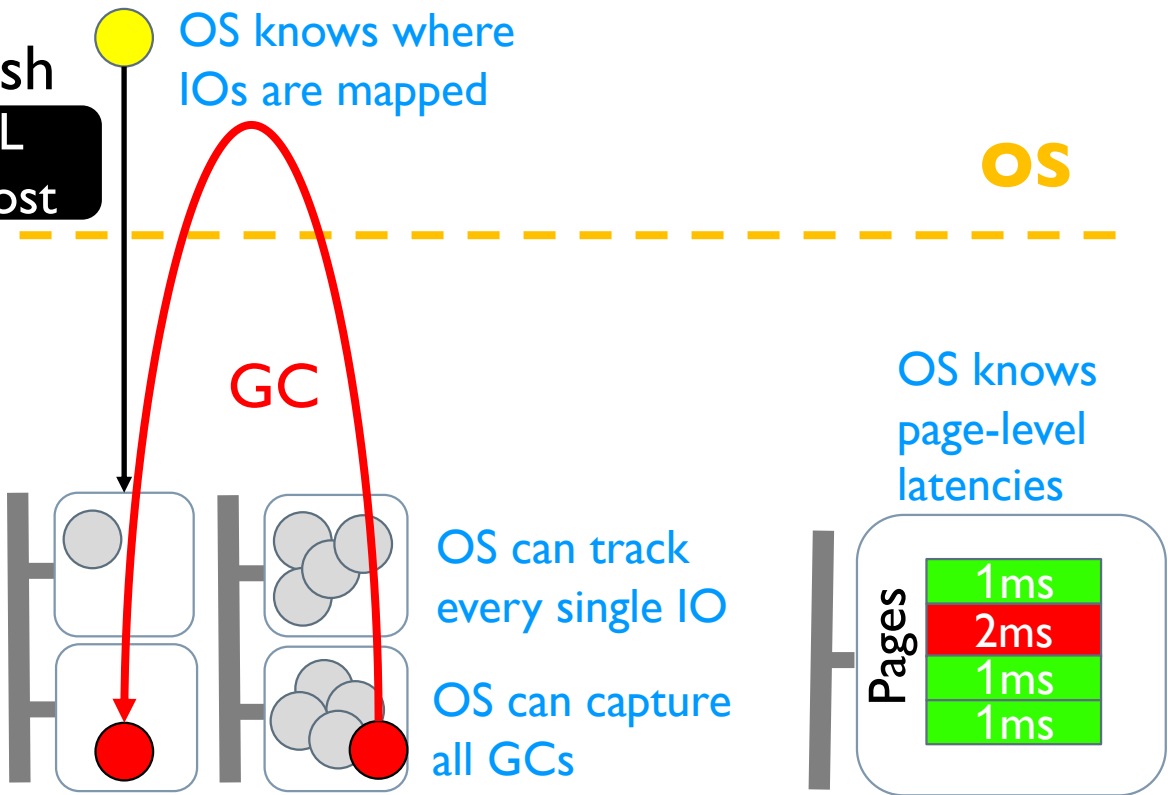 OS knows where
IOs are mapped
sh
L
ost
OS
GC
OS knows
page-level
latencies
OS can track
every single IO
OS can capture
all GCs
Pages
1ms
2ms
1ms
1ms